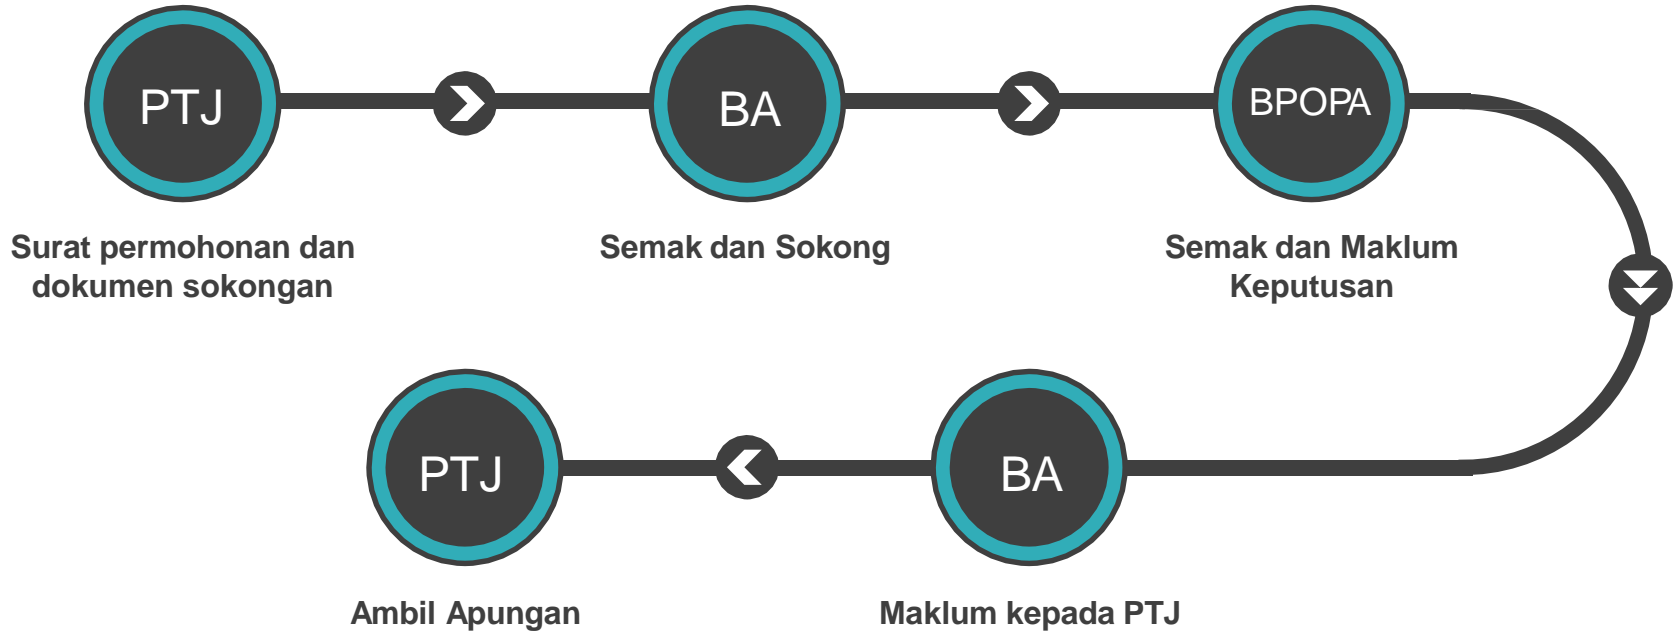 PTJ
BA
BPOPA
Surat permohonan dan
dokumen sokongan
Semak dan Sokong
Semak dan Maklum
Keputusan
PTJ
BA
Ambil Apungan
Maklum kepada PTJ